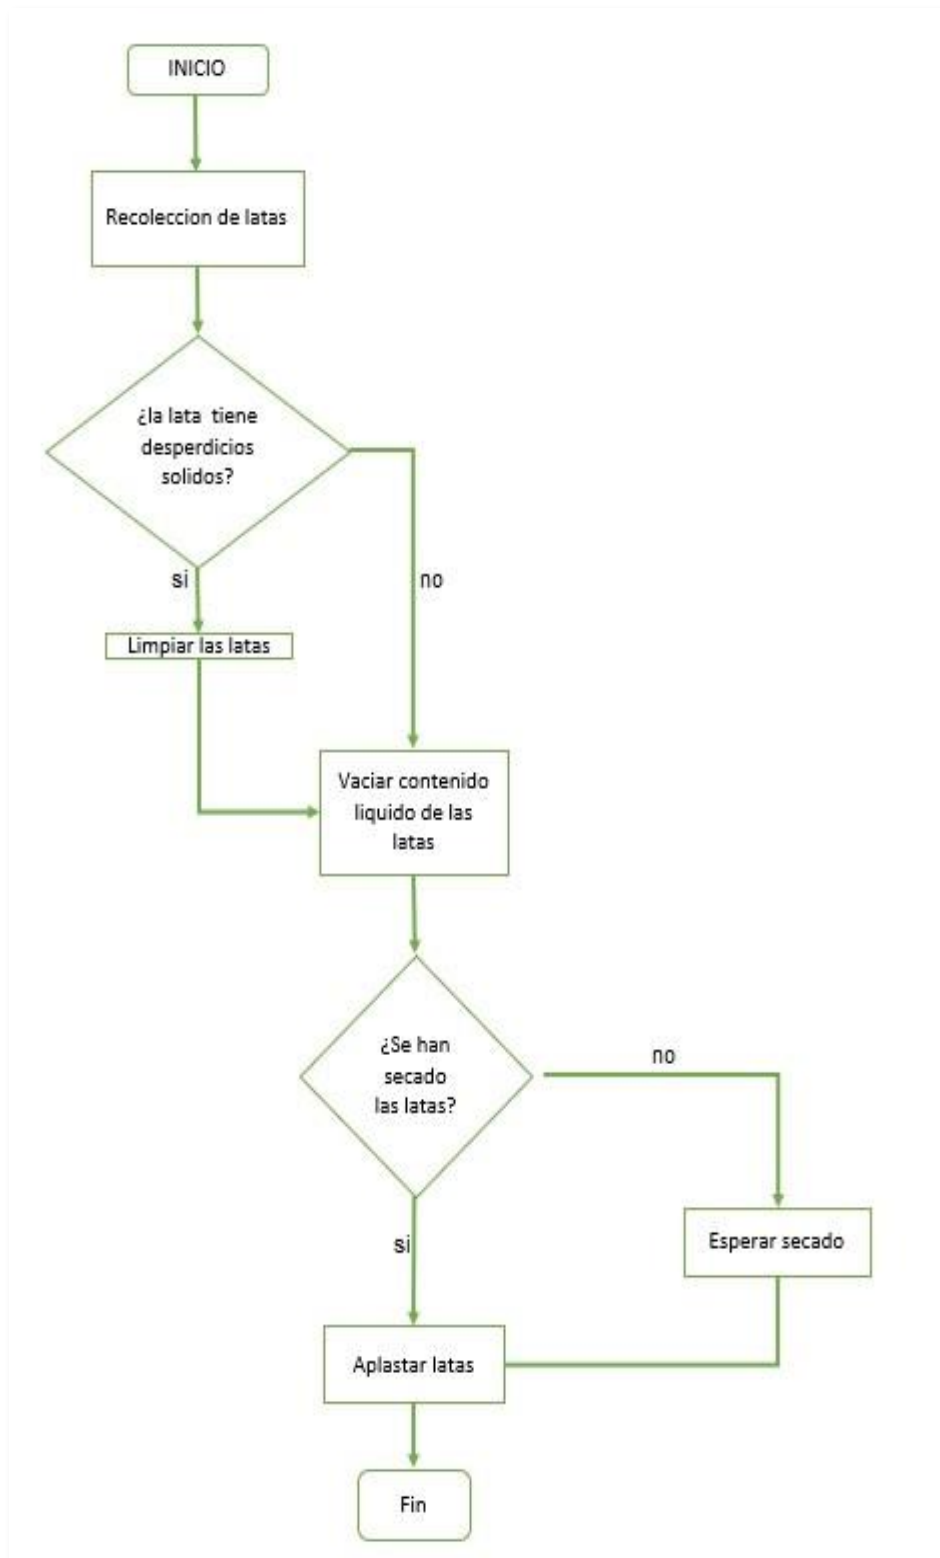 INICIO
Recoleccion de latas
¿la lata tiene
desperdicios
solidos?
si
no
Limpiar las latas
Vaciar contenido
liquido de las
latas
¿Se han
secado
las latas?
no
si
Esperar secado
Aplastar latas
Fin